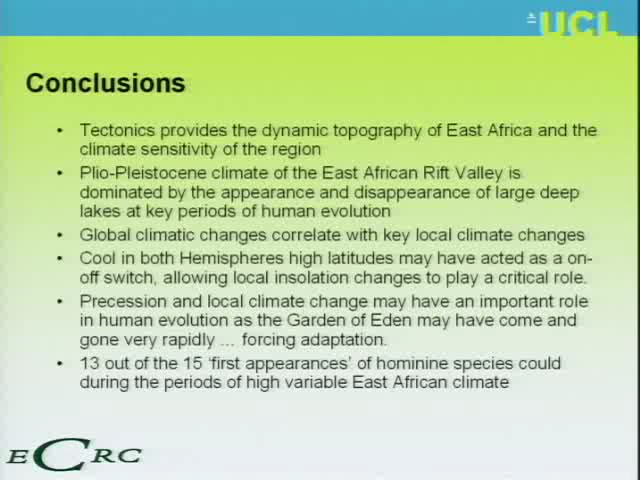 UCL
Conclusions
• Tectonics provides the dynamic topography of East Africa and the
climate sensitivity of the region
• Plio-Pleistocene climate of the East African Rift Valley is
dominated by the appearance and disappearance of large deep
lakes at key periods of human evolution
• Global climatic changes correlate with key local climate changes
• Cool in both Hemispheres high latitudes may have acted as a on-
off switch, allowing local insolation changes to play a critical role.
• Precession and local climate change may have an important role
in human evolution as the Garden of Eden may have come and
gone very rapidly ... forcing adaptation.
• 13 out of the 15 'first appearances' of hominine species could
during the periods of high variable East African climate
ECRC